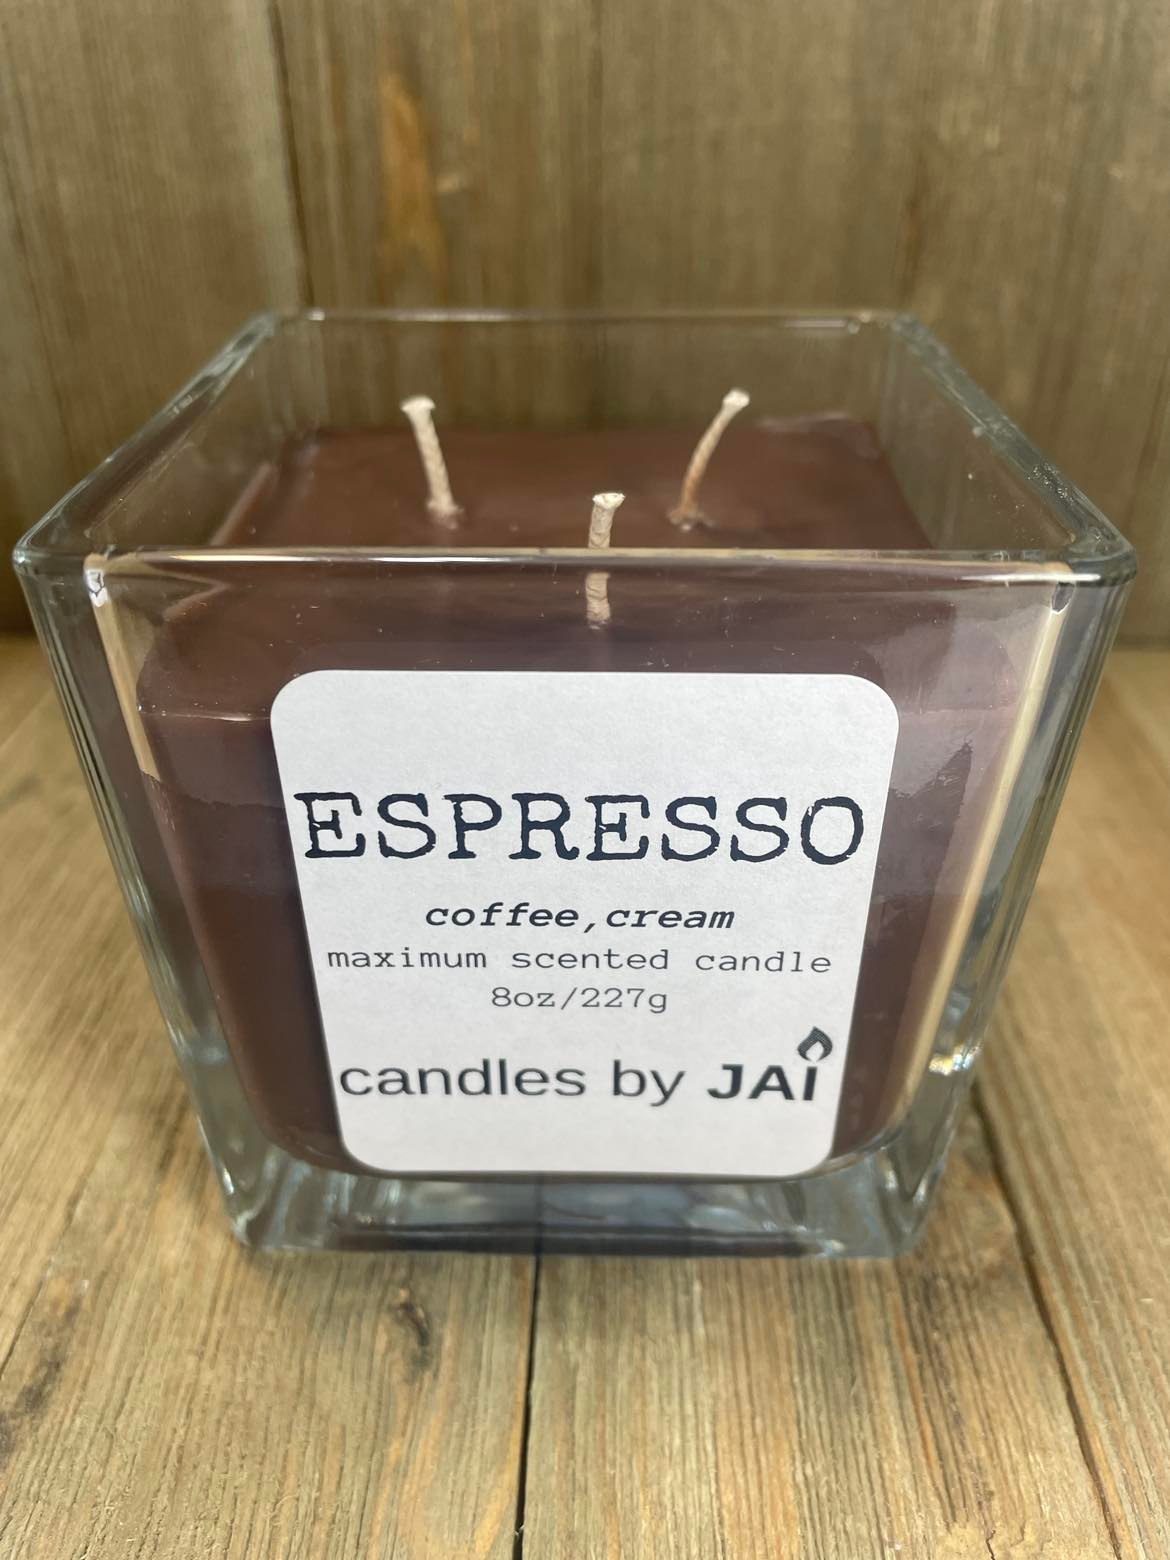 ESPRESSO
coffee,cream
maximum scented candle
8oz/227g
candles by JAi